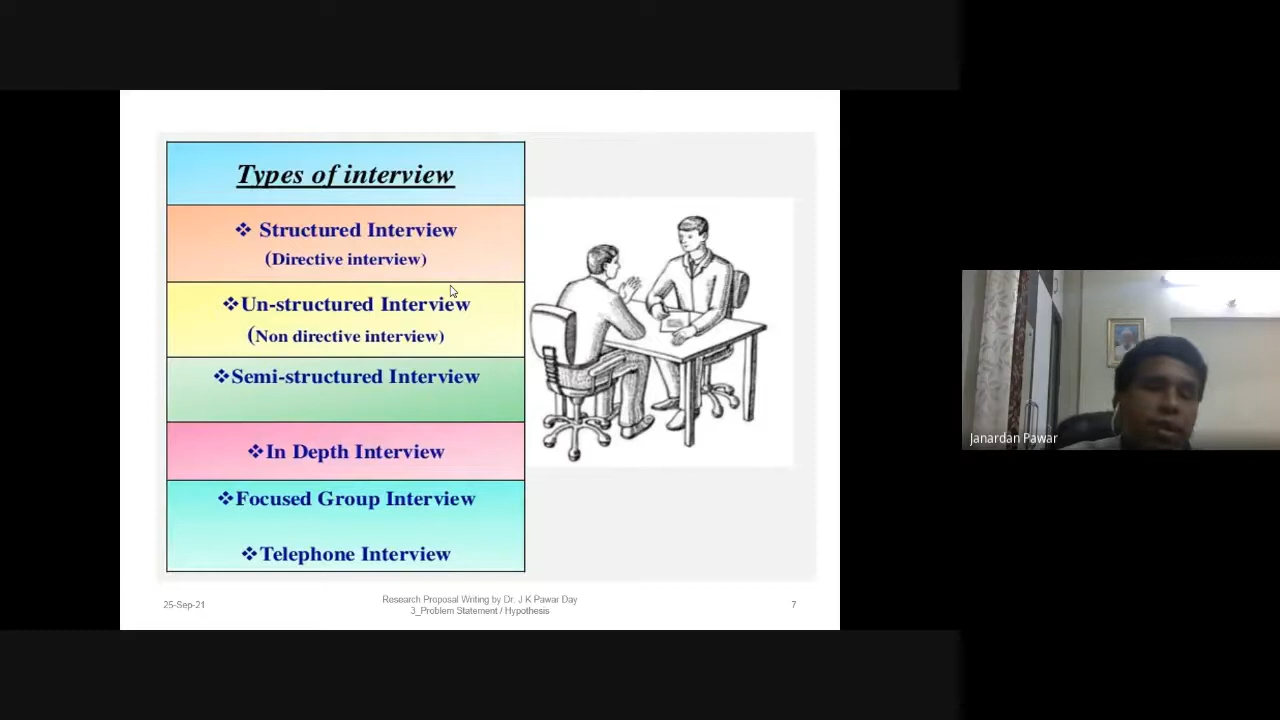 Types of interview
❖ Structured Interview
(Directive interview)
❖Un-structured Interview
(Non directive interview)
❖Semi-structured Interview
❖In Depth Interview
❖Focused Group Interview
❖Telephone Interview
25-Sep-21
Research Proposal Writing by Dr. J K Pawar Day
3_Problem Statement / Hypothesis
7
Janardan Pawar